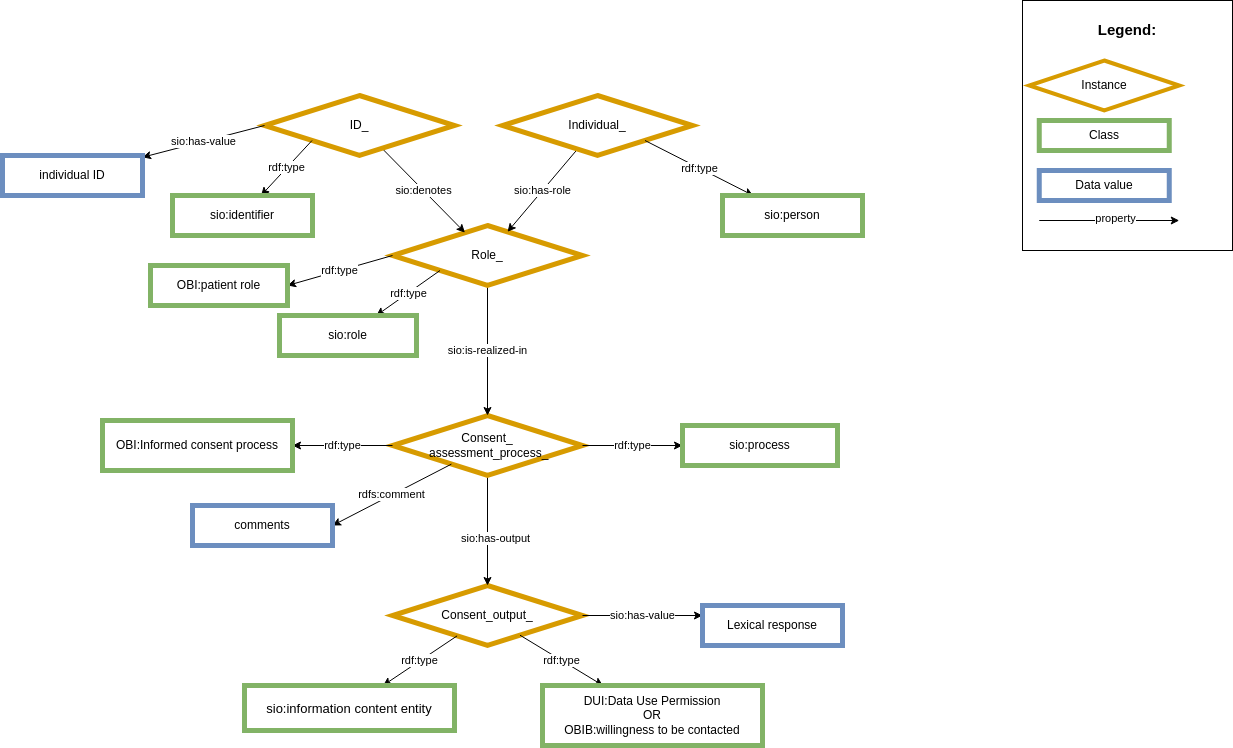 Legend:
Instance
Class
Data value
property
ID_
Individual_
sio:has-value
rdf:type
rdf:type
individual ID
sio:denotes
sio:has-role
sio:identifier
sio:person
Role_
rdf:type
OBI:patient role
rdf:type
sio:role
sio:is-realized-in
Consent_
assessment_process_
OBI:Informed consent process
rdf:type
rdf:type
sio:process
rdfs:comment
comments
sio:has-output
Consent_output_
sio:has-value
Lexical response
rdf:type
rdf:type
sio:information content entity
DUI:Data Use Permission
OR
OBIB:willingness to be contacted